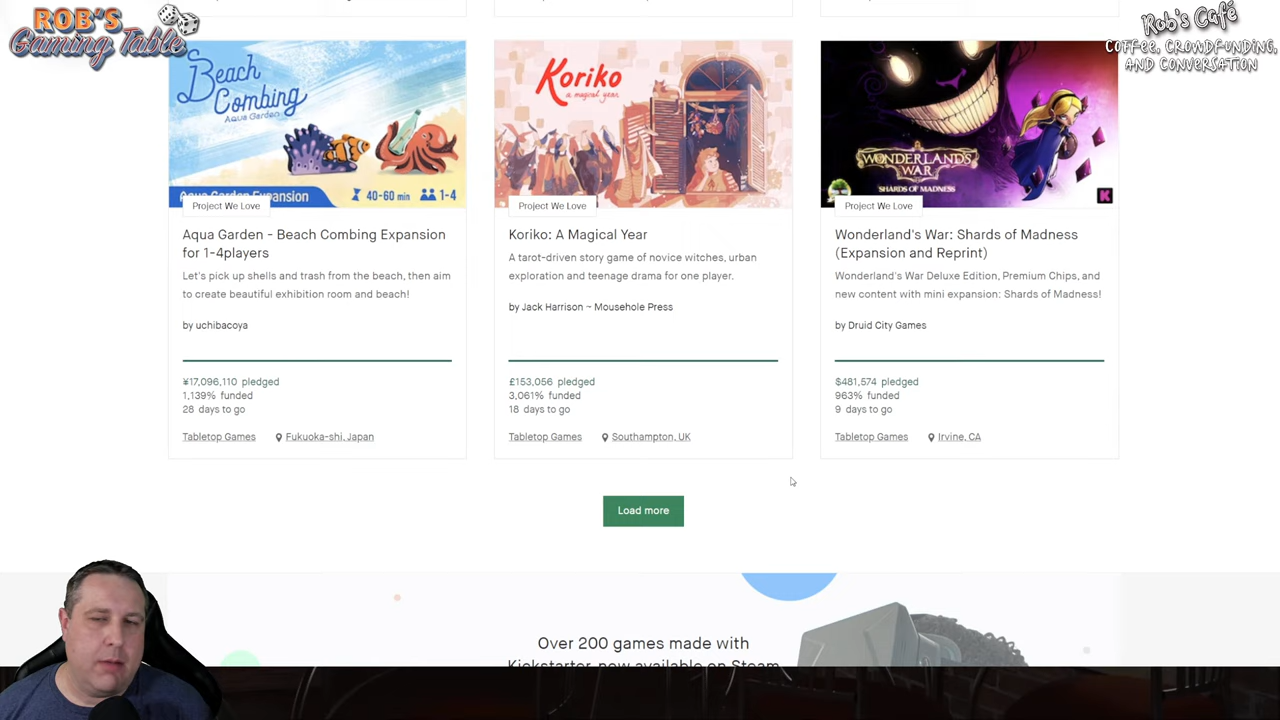 ROB'S
Gaming Table
Rob's Café
Coffee, Crowdfunding,
and Conversation
Beach
Combing
Aqua Garden
Aqua Garden Expansion
40-60 min
1-4
Project We Love
Aqua Garden - Beach Combing Expansion
for 1-4players
Let's pick up shells and trash from the beach, then aim
to create beautiful exhibition room and beach!
by uchibacoya
¥17,096,110 pledged
1,139% funded
28 days to go
Tabletop Games
Fukuoka-shi, Japan
Koriko
a magical year
Project We Love
Koriko: A Magical Year
A tarot-driven story game of novice witches, urban
exploration and teenage drama for one player.
by Jack Harrison ~ Mousehole Press
£153,056 pledged
3,061% funded
18 days to go
Tabletop Games
Southampton, UK
WONDERLAND'S
WAR
SHARDS OF MADNESS
K
Project We Love
Wonderland's War: Shards of Madness
(Expansion and Reprint)
Wonderland's War Deluxe Edition, Premium Chips, and
new content with mini expansion: Shards of Madness!
by Druid City Games
$481,574 pledged
963% funded
9 days to go
Tabletop Games
Irvine, CA
Load more
Over 200 games made with
Kickstarter, now available on Steam